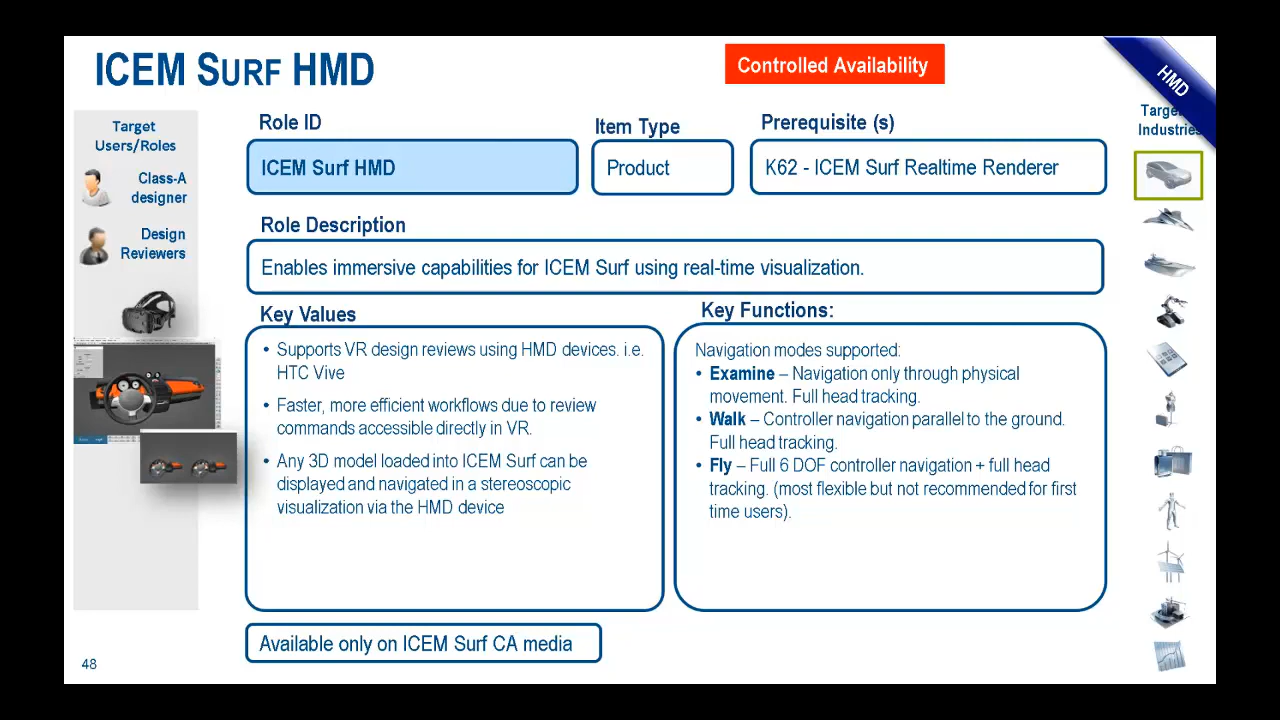 ICEM SURF HMD
Controlled Availability
HMD
Target
Users/Roles
Class-A
designer
Design
Reviewers
Role ID
ICEM Surf HMD
Item Type
Product
Prerequisite (s)
K62 - ICEM Surf Realtime Renderer
Role Description
Enables immersive capabilities for ICEM Surf using real-time visualization.
Key Values
• Supports VR design reviews using HMD devices. i.e.
HTC Vive
• Faster, more efficient workflows due to review
commands accessible directly in VR.
• Any 3D model loaded into ICEM Surf can be
displayed and navigated in a stereoscopic
visualization via the HMD device
Key Functions:
Navigation modes supported:
• Examine – Navigation only through physical
movement. Full head tracking.
• Walk – Controller navigation parallel to the ground.
Full head tracking.
• Fly – Full 6 DOF controller navigation + full head
tracking. (most flexible but not recommended for first
time users).
Available only on ICEM Surf CA media
Targe
Industries
48